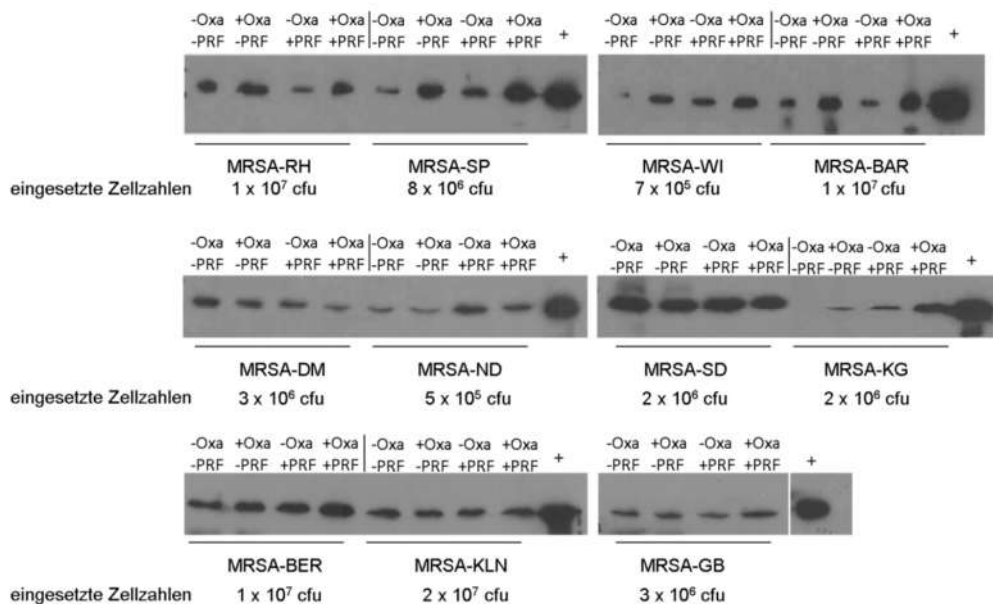 -Oxa +Oxa -Oxa +Oxa -Oxa +Oxa -Oxa +Oxa + -Oxa +Oxa -Oxa +Oxa -Oxa +Oxa -Oxa +Oxa +
-PRF -PRF +PRF +PRF -PRF -PRF +PRF +PRF -PRF -PRF +PRF +PRF -PRF -PRF +PRF +PRF
MRSA-RH MRSA-SP MRSA-WI MRSA-BAR
eingesetzte Zellzahlen 1 x 10⁷ cfu 8 x 10⁶ cfu 7 x 10⁵ cfu 1 x 10⁷ cfu
-Oxa +Oxa -Oxa +Oxa -Oxa +Oxa -Oxa +Oxa + -Oxa +Oxa -Oxa +Oxa -Oxa +Oxa -Oxa +Oxa +
-PRF -PRF +PRF +PRF -PRF -PRF +PRF +PRF -PRF -PRF +PRF +PRF -PRF -PRF +PRF +PRF
MRSA-DM MRSA-ND MRSA-SD MRSA-KG
eingesetzte Zellzahlen 3 x 10⁶ cfu 5 x 10⁵ cfu 2 x 10⁶ cfu 2 x 10⁶ cfu
-Oxa +Oxa -Oxa +Oxa -Oxa +Oxa -Oxa +Oxa + -Oxa +Oxa -Oxa +Oxa +
-PRF -PRF +PRF +PRF -PRF -PRF +PRF +PRF -PRF -PRF +PRF +PRF
MRSA-BER MRSA-KLN MRSA-GB
eingesetzte Zellzahlen 1 x 10⁷ cfu 2 x 10⁷ cfu 3 x 10⁶ cfu